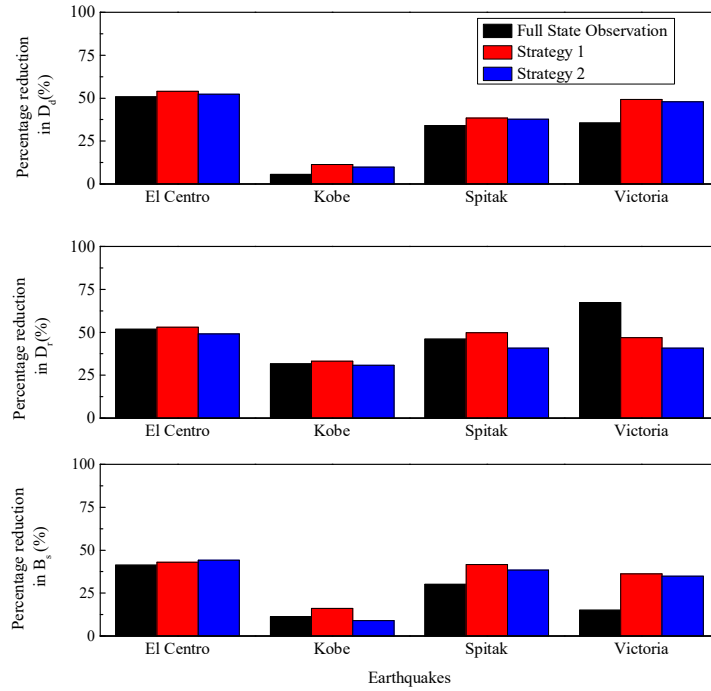 Percentage reduction
in D_d(%)
100
75
50
25
0
Full State Observation
Strategy 1
Strategy 2
El Centro Kobe Spitak Victoria
Percentage reduction
in D_r(%)
100
75
50
25
0
El Centro Kobe Spitak Victoria
Percentage reduction
in B_s (%)
100
75
50
25
0
El Centro Kobe Spitak Victoria
Earthquakes